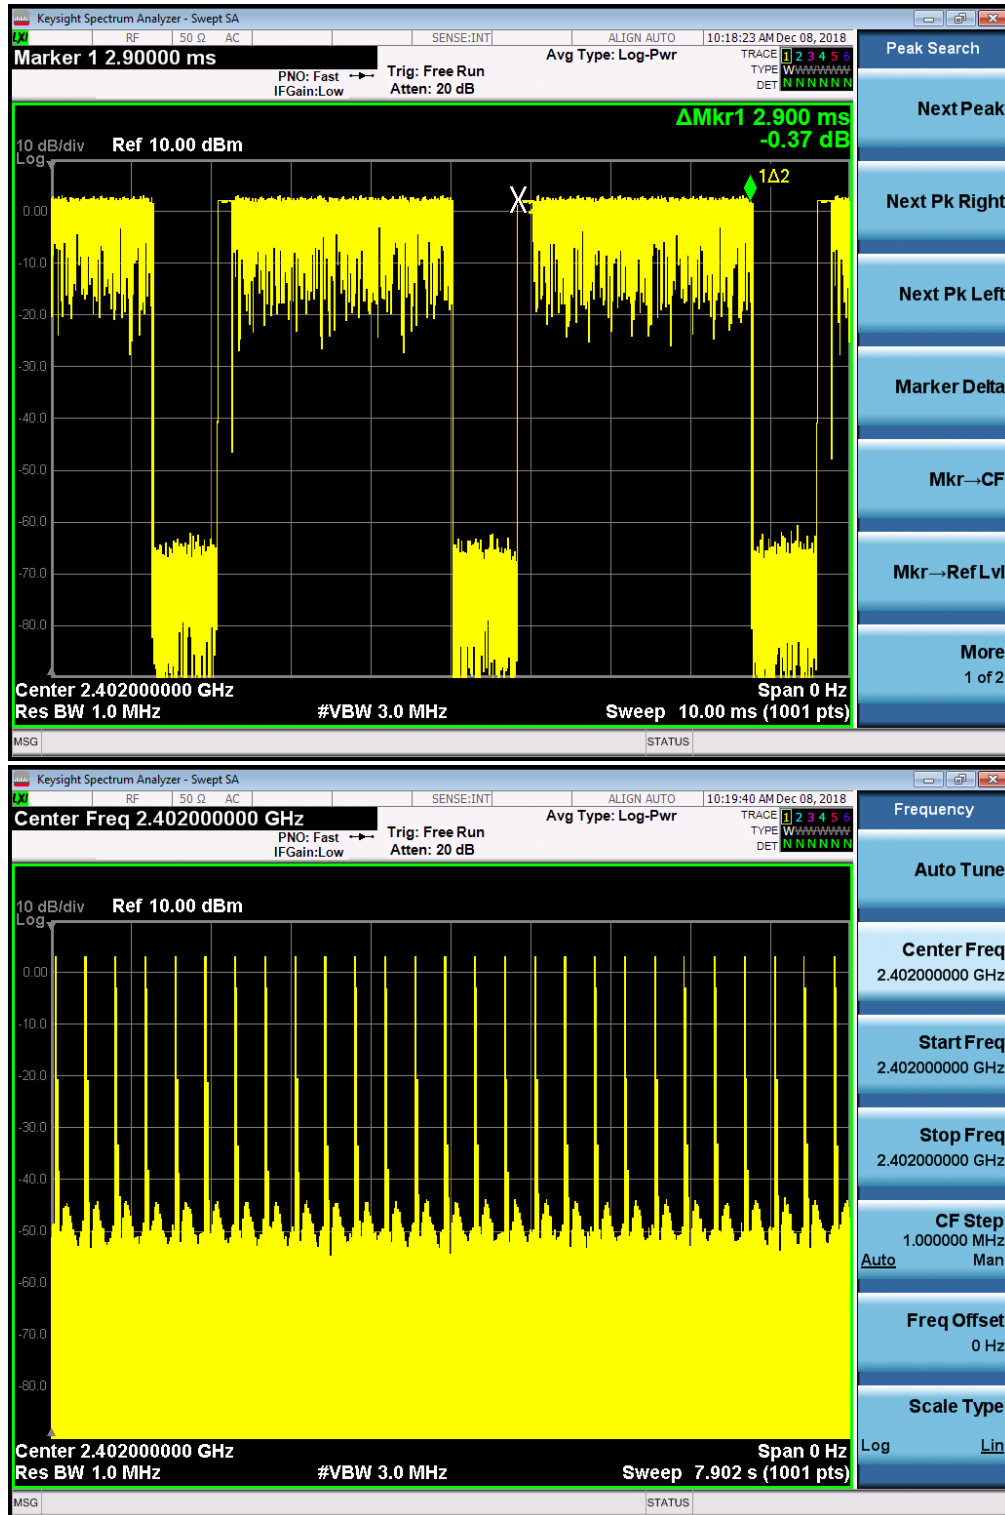 Keysight Spectrum Analyzer - Swept SA
LXI RF 50 Ω AC SENSE:INT ALIGN AUTO 10:18:23 AM Dec 08, 2018
Marker 1 2.90000 ms
PNO: Fast
IFGain:Low
Trig: Free Run
Atten: 20 dB
Avg Type: Log-Pwr
TRACE 1 2 3 4 5 6
TYPE WWWWWW
DET N N N N N N
ΔMkr1 2.900 ms
-0.37 dB
10 dB/div Ref 10.00 dBm
Log
1Δ2
0.00
-10.0
-20.0
-30.0
-40.0
-50.0
-60.0
-70.0
-80.0
Center 2.402000000 GHz Span 0 Hz
Res BW 1.0 MHz #VBW 3.0 MHz Sweep 10.00 ms (1001 pts)
MSG STATUS
Peak Search
Next Peak
Next Pk Right
Next Pk Left
Marker Delta
Mkr→CF
Mkr→Ref Lvl
More
1 of 2
Keysight Spectrum Analyzer - Swept SA
LXI RF 50 Ω AC SENSE:INT ALIGN AUTO 10:19:40 AM Dec 08, 2018
Center Freq 2.402000000 GHz
PNO: Fast
IFGain:Low
Trig: Free Run
Atten: 20 dB
Avg Type: Log-Pwr
TRACE 1 2 3 4 5 6
TYPE WWWWWW
DET N N N N N N
10 dB/div Ref 10.00 dBm
Log
0.00
-10.0
-20.0
-30.0
-40.0
-50.0
-60.0
-70.0
-80.0
Center 2.402000000 GHz Span 0 Hz
Res BW 1.0 MHz #VBW 3.0 MHz Sweep 7.902 s (1001 pts)
MSG STATUS
Frequency
Auto Tune
Center Freq
2.402000000 GHz
Start Freq
2.402000000 GHz
Stop Freq
2.402000000 GHz
CF Step
1.000000 MHz
Auto Man
Freq Offset
0 Hz
Scale Type
Log Lin